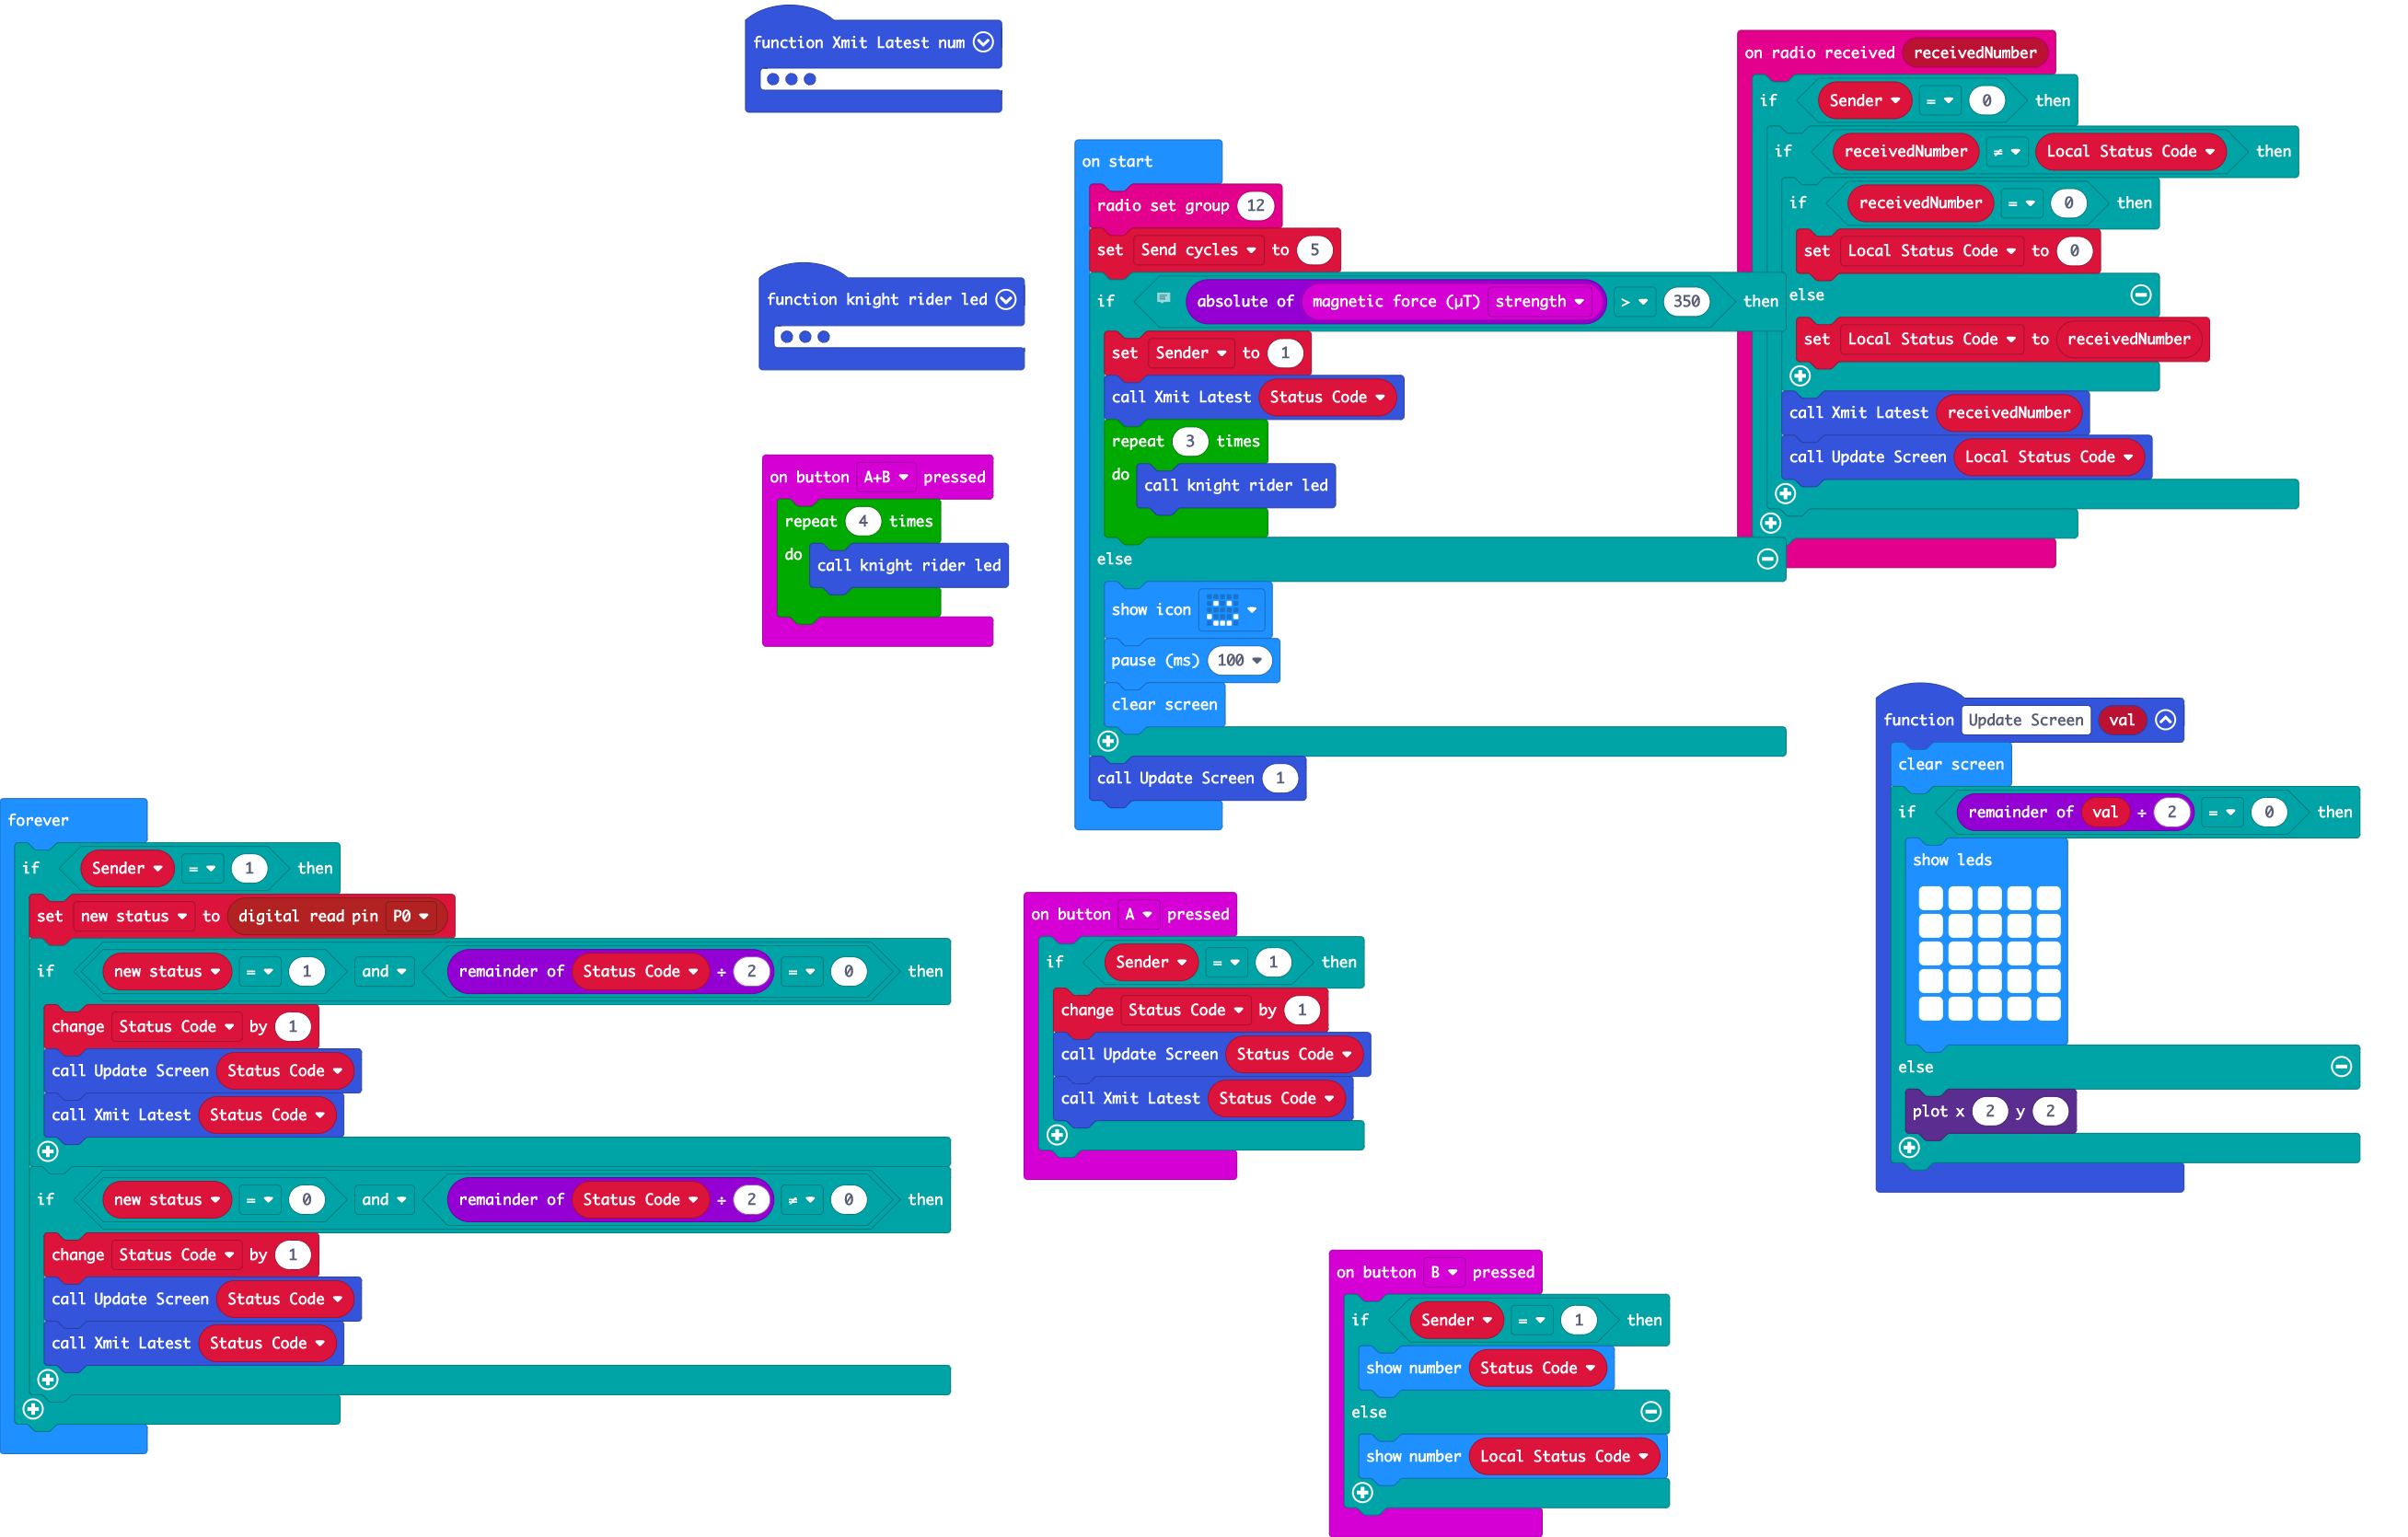 function Xmit Latest num
function knight rider led
on button A+B pressed
repeat 4 times
do call knight rider led
on start
radio set group 12
set Send cycles to 5
if absolute of magnetic force (µT) strength > 350 then
set Sender to 1
call Xmit Latest Status Code
repeat 3 times
do call knight rider led
else
show icon
pause (ms) 100
clear screen
call Update Screen 1
on radio received receivedNumber
if Sender = 0 then
if receivedNumber ≠ Local Status Code then
if receivedNumber = 0 then
set Local Status Code to 0
else
set Local Status Code to receivedNumber
call Xmit Latest receivedNumber
call Update Screen Local Status Code
function Update Screen val
clear screen
if remainder of val ÷ 2 = 0 then
show leds
else
plot x 2 y 2
forever
if Sender = 1 then
set new status to digital read pin P0
if new status = 1 and remainder of Status Code ÷ 2 = 0 then
change Status Code by 1
call Update Screen Status Code
call Xmit Latest Status Code
if new status = 0 and remainder of Status Code ÷ 2 ≠ 0 then
change Status Code by 1
call Update Screen Status Code
call Xmit Latest Status Code
on button A pressed
if Sender = 1 then
change Status Code by 1
call Update Screen Status Code
call Xmit Latest Status Code
on button B pressed
if Sender = 1 then
show number Status Code
else
show number Local Status Code